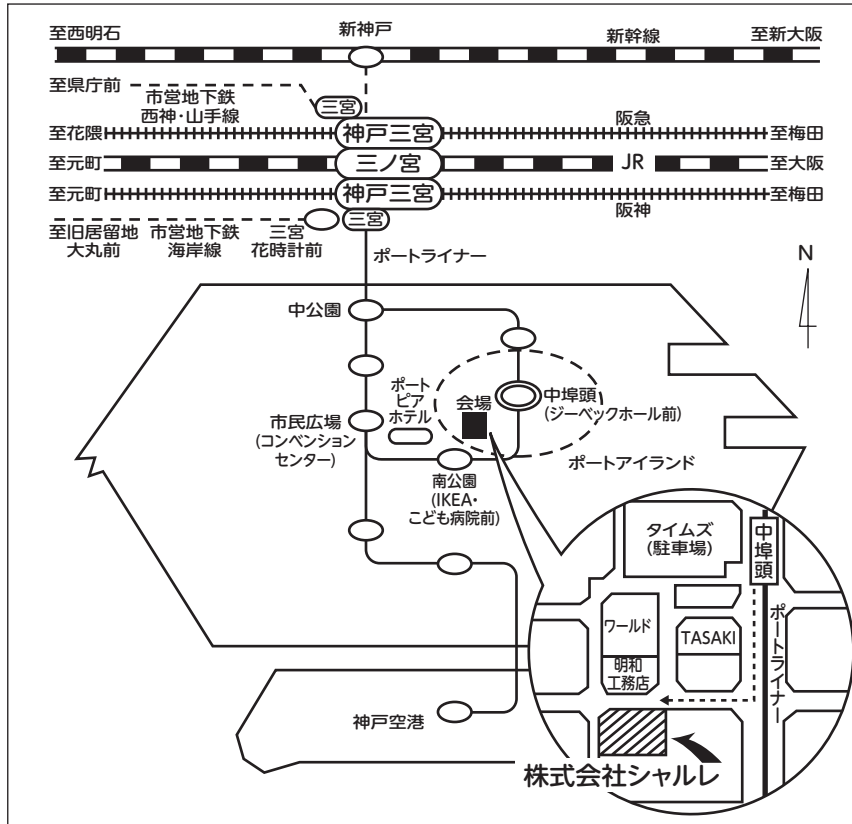 至西明石
新神戸
新幹線
至新大阪
至県庁前
市営地下鉄
西神・山手線
三宮
至花隈
神戸三宮
阪急
至梅田
至元町
三ノ宮
JR
至大阪
至元町
神戸三宮
阪神
至梅田
至旧居留地
大丸前
市営地下鉄
海岸線
三宮
花時計前
三宮
ポートライナー
N
中公園
ポート
ピア
ホテル
会場
中埠頭
(ジーベックホール前)
市民広場
(コンベンション
センター)
南公園
(IKEA・
こども病院前)
ポートアイランド
神戸空港
タイムズ
(駐車場)
中埠頭
ワールド
TASAKI
明和
工務店
ポートライナー
株式会社シャルレ